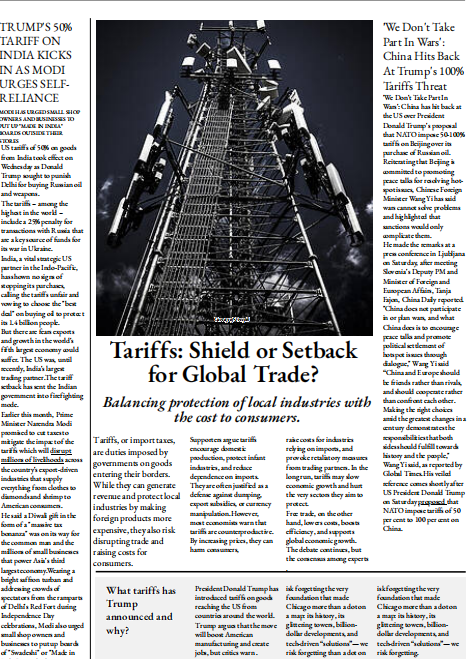 TRUMP'S 50%
TARIFF ON
INDIA KICKS
IN AS MODI
URGES SELF-
RELIANCE
MODI HAS URGED SMALL SHOP
OWNERS AND BUSINESSES TO
PUT UP "MADE IN INDIA"
BOARDS OUTSIDE THEIR
STORES
US tariffs of 50% on goods
from India took effect on
Wednesday as Donald
Trump sought to punish
Delhi for buying Russian oil
and weapons.
The tariffs – among the
highest in the world –
include a 25% penalty for
transactions with Russia that
are a key source of funds for
its war in Ukraine.
India, a vital strategic US
partner in the Indo-Pacific,
has shown no signs of
stopping its purchases,
calling the tariffs unfair and
vowing to choose the "best
deal" on buying oil to protect
its 1.4 billion people.
But there are fears exports
and growth in the world's
fifth largest economy could
suffer. The US was, until
recently, India's largest
trading partner.The tariff
setback has sent the Indian
government into firefighting
mode.
Earlier this month, Prime
Minister Narendra Modi
promised to cut taxes to
mitigate the impact of the
tariffs which will disrupt
millions of livelihoods across
the country's export-driven
industries that supply
everything from clothes to
diamonds and shrimp to
American consumers.
He said a Diwali gift in the
form of a "massive tax
bonanza" was on its way for
the common man and the
millions of small businesses
that power Asia's third
largest economy.Wearing a
bright saffron turban and
addressing crowds of
spectators from the ramparts
of Delhi's Red Fort during
Independence Day
celebrations, Modi also urged
small shop owners and
businesses to put up boards
of "Swadeshi" or "Made in
Tariffs: Shield or Setback
for Global Trade?
Balancing protection of local industries with
the cost to consumers.
Tariffs, or import taxes,
are duties imposed by
governments on goods
entering their borders.
While they can generate
revenue and protect local
industries by making
foreign products more
expensive, they also risk
disrupting trade and
raising costs for
consumers.
Supporters argue tariffs
encourage domestic
production, protect infant
industries, and reduce
dependence on imports.
They are often justified as a
defense against dumping,
export subsidies, or currency
manipulation.However,
most economists warn that
tariffs are counterproductive.
By increasing prices, they can
harm consumers,
raise costs for industries
relying on imports, and
provoke retaliatory measures
from trading partners. In the
long run, tariffs may slow
economic growth and hurt
the very sectors they aim to
protect.
Free trade, on the other
hand, lowers costs, boosts
efficiency, and supports
global economic growth.
The debate continues, but
the consensus among experts
What tariffs has
Trump
announced and
why?
President Donald Trump has
introduced tariffs on goods
reaching the US from
countries around the world.
Trump argues that the move
will boost American
manufacturing and create
jobs, but critics warn .
isk forgetting the very
foundation that made
Chicago more than a dot on
a map: its history, its
glittering towers, billion-
dollar developments, and
tech-driven "solutions"— we
risk forgetting than a dot on
isk forgetting the very
foundation that made
Chicago more than a dot on
a map: its history, its
glittering towers, billion-
dollar developments, and
tech-driven "solutions"— we
risk forgetting.
'We Don't Take
Part In Wars':
China Hits Back
At Trump's 100%
Tariffs Threat
'We Don't Take Part In
Wars': China has hit back at
the US over President
Donald Trump's proposal
that NATO impose 50-100%
tariffs on Beijing over its
purchase of Russian oil.
Reiterating that Beijing is
committed to promoting
peace talks for resolving hot-
spot issues, Chinese Foreign
Minister Wang Yi has said
wars cannot solve problems
and highlighted that
sanctions would only
complicate them.
He made the remarks at a
press conference in Ljubljana
on Saturday, after meeting
Slovenia's Deputy PM and
Minister of Foreign and
European Affairs, Tanja
Fajon, China Daily reported.
"China does not participate
in or plan wars, and what
China does is to encourage
peace talks and promote
political settlement of
hotspot issues through
dialogue," Wang Yi said
"China and Europe should
be friends rather than rivals,
and should cooperate rather
than confront each other.
Making the right choices
amid the greatest changes in a
century demonstrates the
responsibilities that both
sides should fulfill towards
history and the people,"
Wang Yi said, as reported by
Global Times. His veiled
reference comes shortly after
US President Donald Trump
on Saturday proposed that
NATO impose tariffs of 50
per cent to 100 percent on
China.